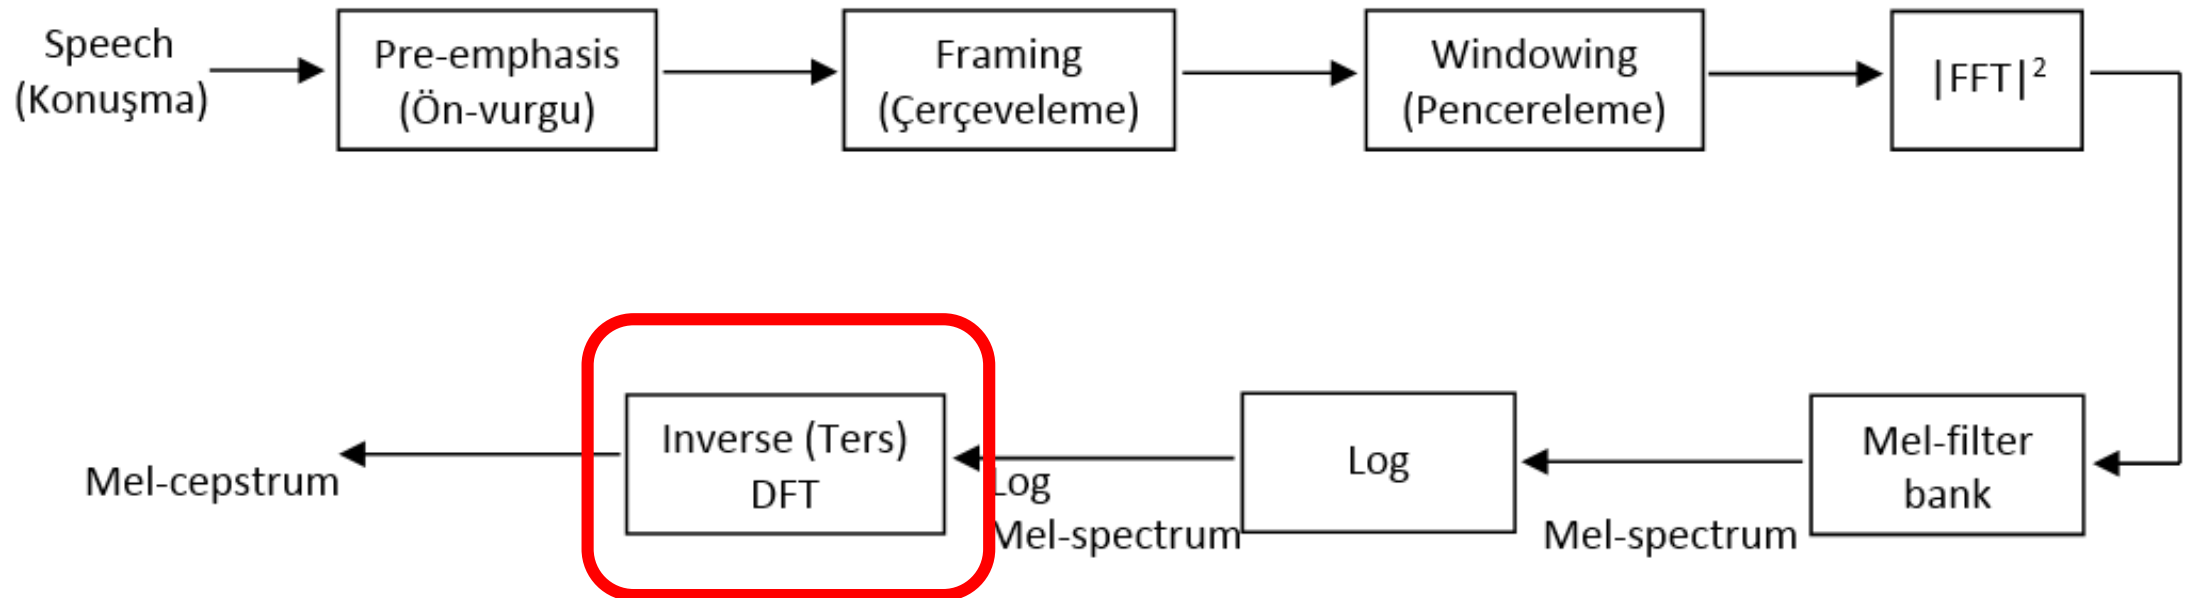 Speech
(Konuşma)
Pre-emphasis
(Ön-vurgu)
Framing
(Çerçeveleme)
Windowing
(Pencereleme)
|FFT|²
Mel-filter
bank
Mel-spectrum
Log
Log
Mel-spectrum
Inverse (Ters)
DFT
Mel-cepstrum